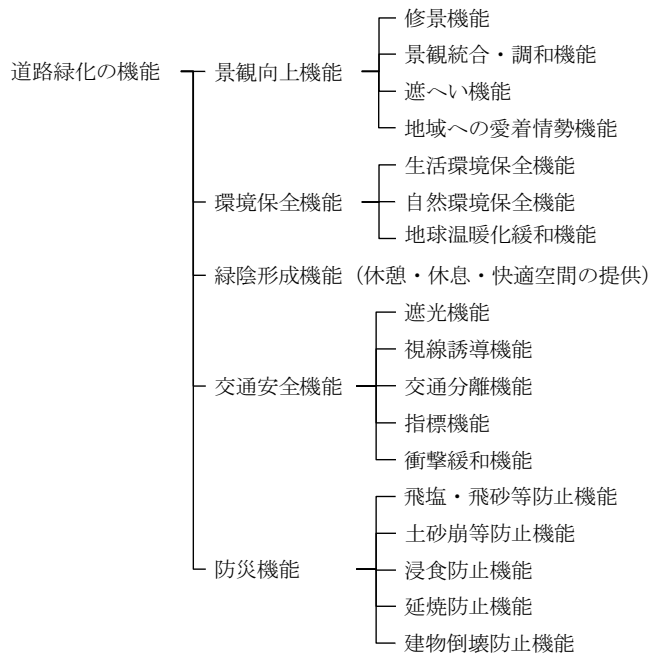 道路緑化の機能
景観向上機能
修景機能
景観統合・調和機能
遮へい機能
地域への愛着情勢機能
環境保全機能
生活環境保全機能
自然環境保全機能
地球温暖化緩和機能
緑陰形成機能（休憩・休息・快適空間の提供）
交通安全機能
遮光機能
視線誘導機能
交通分離機能
指標機能
衝撃緩和機能
防災機能
飛塩・飛砂等防止機能
土砂崩等防止機能
浸食防止機能
延焼防止機能
建物倒壊防止機能